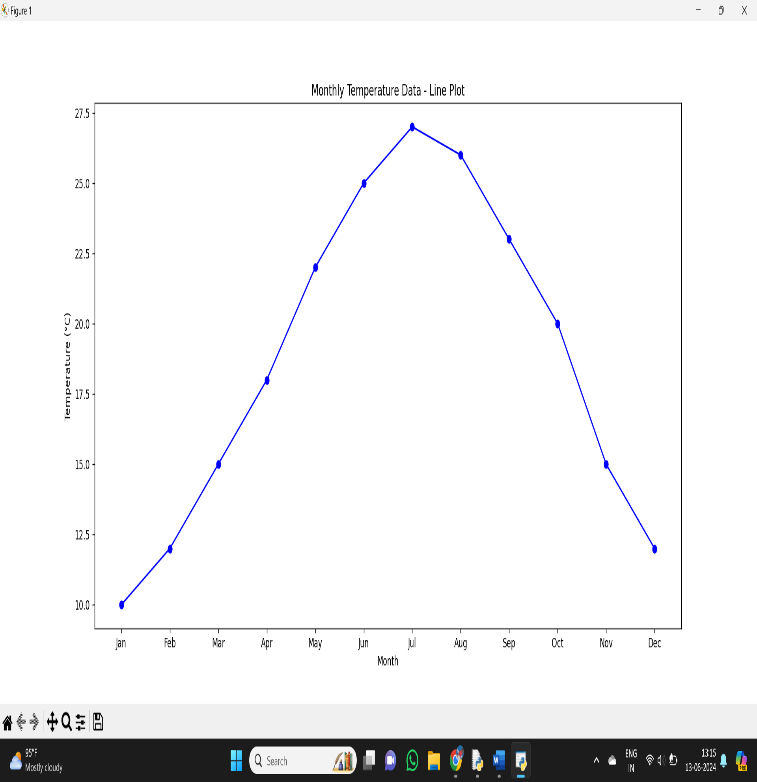 Figure 1
Monthly Temperature Data - Line Plot
27.5
25.0
22.5
20.0
17.5
15.0
12.5
10.0
Temperature (°C)
Jan Feb Mar Apr May Jun Jul Aug Sep Oct Nov Dec
Month
95°F
Mostly cloudy
Search
ENG
IN
13:15
13-08-2024